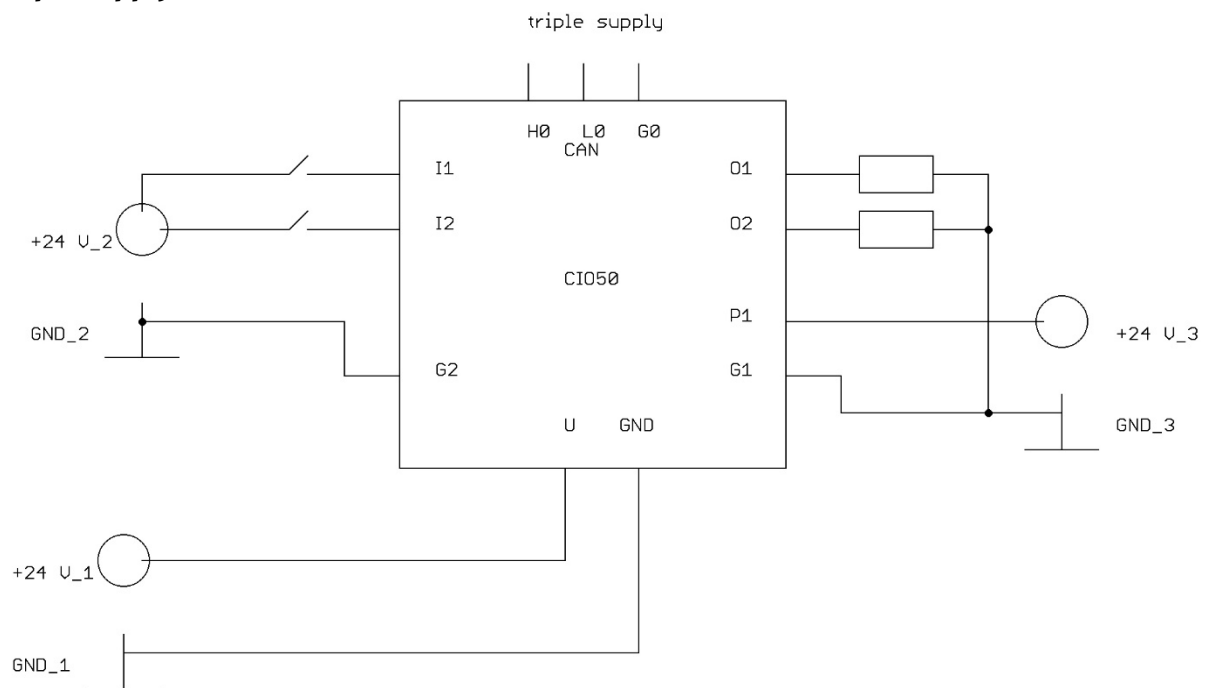 triple supply
H0 L0 G0
CAN
I1
O1
I2
O2
+24 V_2
CIO50
P1
GND_2
+24 V_3
G2
G1
U GND
GND_3
+24 V_1
GND_1